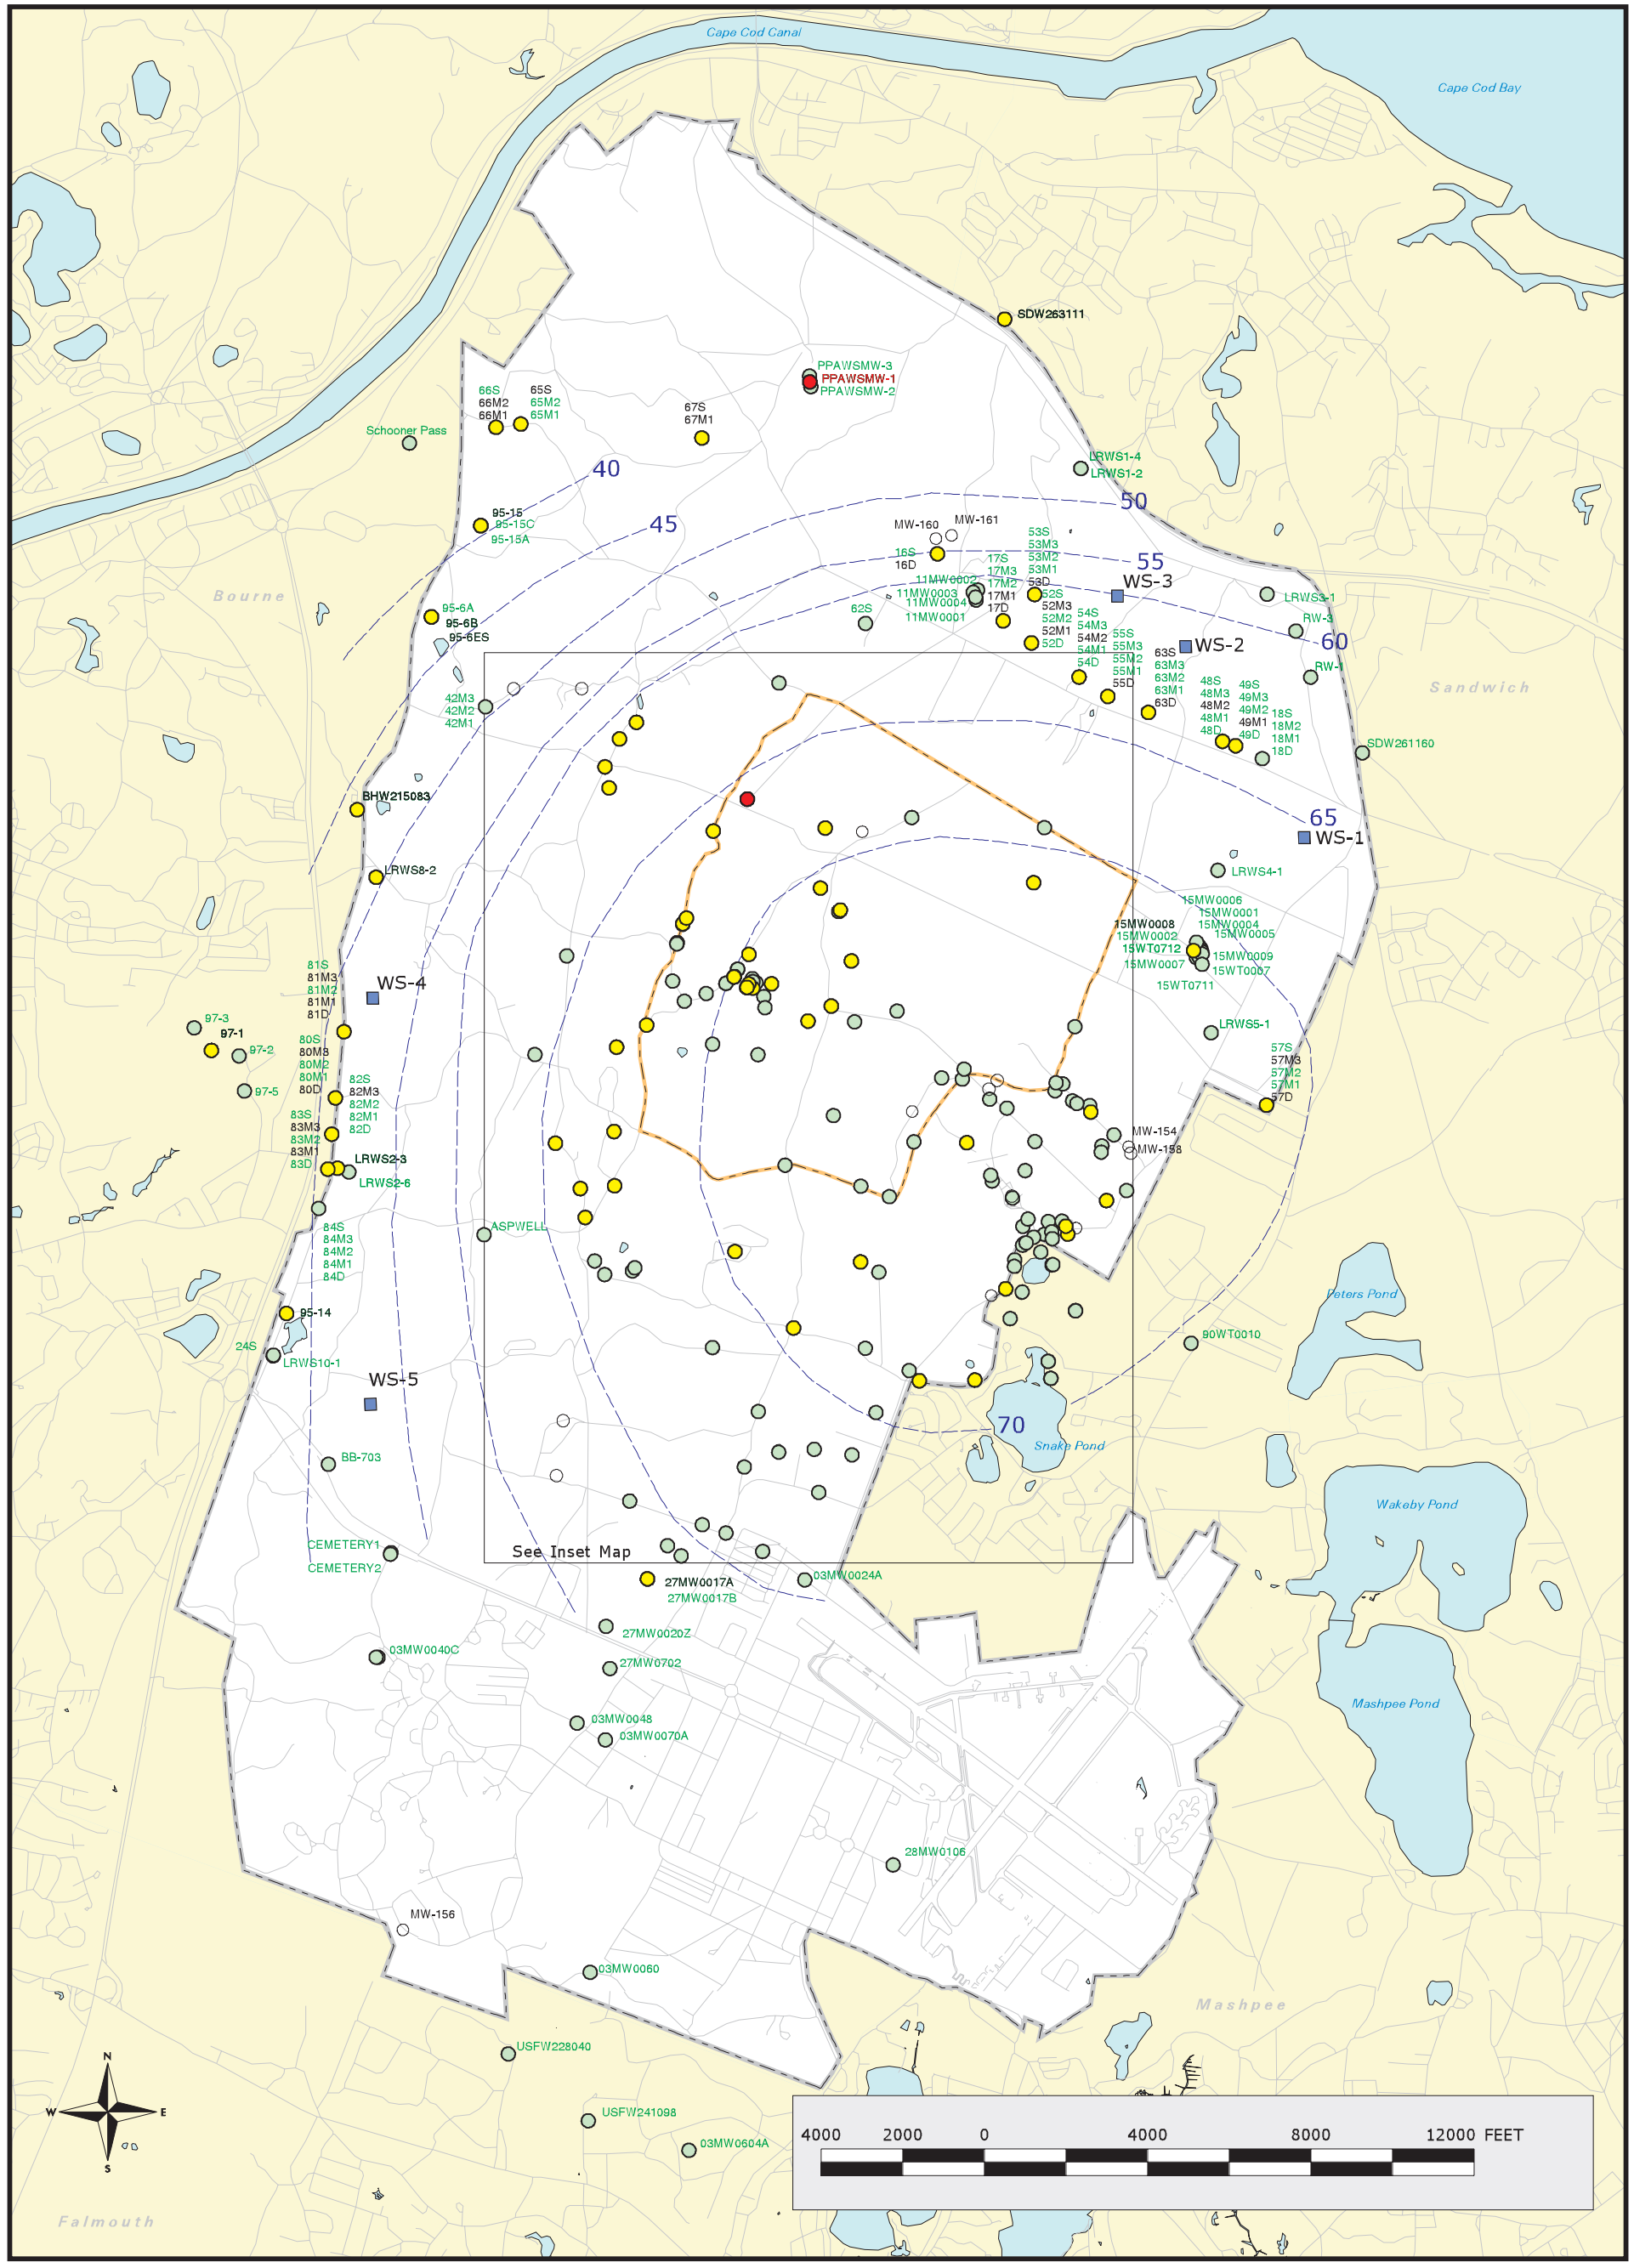 Cape Cod Canal
Cape Cod Bay
SDW263111
PPAWSMW-3
PPAWSMW-1
PPAWSMW-2
66S
66M2
66M1
65S
65M2
65M1
67S
67M1
Schooner Pass
LRWS1-4
LRWS1-2
40
50
45
95-15
95-15C
95-15A
MW-160
MW-161
16S
16D
53S
53M3
53M2
53M1
53D
55
17S
17M3
17M2
17M1
17D
11MW0002
11MW0003
11MW0004
11MW0001
WS-3
Bourne
LRWS3-1
52S
52M3
52M2
52M1
52D
62S
95-6A
95-6B
95-6ES
54S
54M3
54M2
54M1
54D
55S
55M3
55M2
55M1
55D
RW-3
60
WS-2
63S
63M3
63M2
63M1
63D
RW-1
Sandwich
48S
48M3
48M2
48M1
48D
49S
49M3
49M2
49M1
49D
18S
18M2
18M1
18D
42M3
42M2
42M1
SDW261160
BHW215083
65
WS-1
LRWS8-2
LRWS4-1
15MW0006
15MW0001
15MW0004
15MW0005
15MW0008
15MW0002
15WT0712
15MW0007
15MW0009
15WT0007
15WT0711
81S
81M3
81M2
81M1
81D
WS-4
97-3
97-1
97-2
97-5
LRWS5-1
80S
80M3
80M2
80M1
80D
57S
57M3
57M2
57M1
57D
82S
82M3
82M2
82M1
82D
83S
83M3
83M2
83M1
83D
MW-154
MW-158
LRWS2-3
LRWS2-6
ASPWELL
84S
84M3
84M2
84M1
84D
Peters Pond
95-14
90WT0010
24S
LRWS10-1
WS-5
70
Snake Pond
BB-703
Wakeby Pond
CEMETERY1
CEMETERY2
See Inset Map
27MW0017A
27MW0017B
03MW0024A
27MW0020Z
03MW0040C
27MW0702
Mashpee Pond
03MW0048
03MW0070A
28MW0106
MW-156
03MW0060
Mashpee
USFW228040
N
W
E
S
USFW241098
03MW0604A
4000 2000 0 4000 8000 12000 FEET
Falmouth